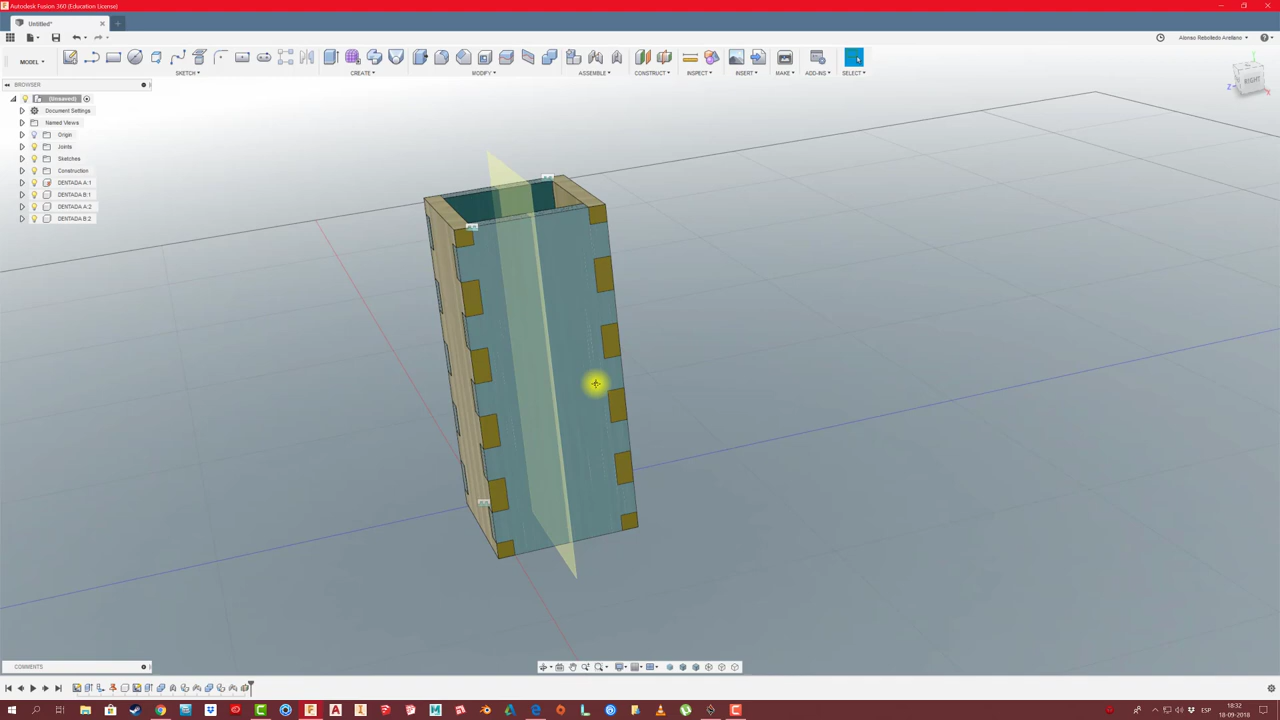 Autodesk Fusion 360 (Education License)
Untitled*
Alonso Rebolledo Arellano
MODEL
SKETCH
CREATE
MODIFY
ASSEMBLE
CONSTRUCT
INSPECT
INSERT
MAKE
ADD-INS
SELECT
BROWSER
(Unsaved)
Document Settings
Named Views
Origin
Joints
Sketches
Construction
DENTADA A:1
DENTADA B:1
DENTADA A:2
DENTADA B:2
RIGHT
Z
X
COMMENTS
ESP
18:32
18-09-2018